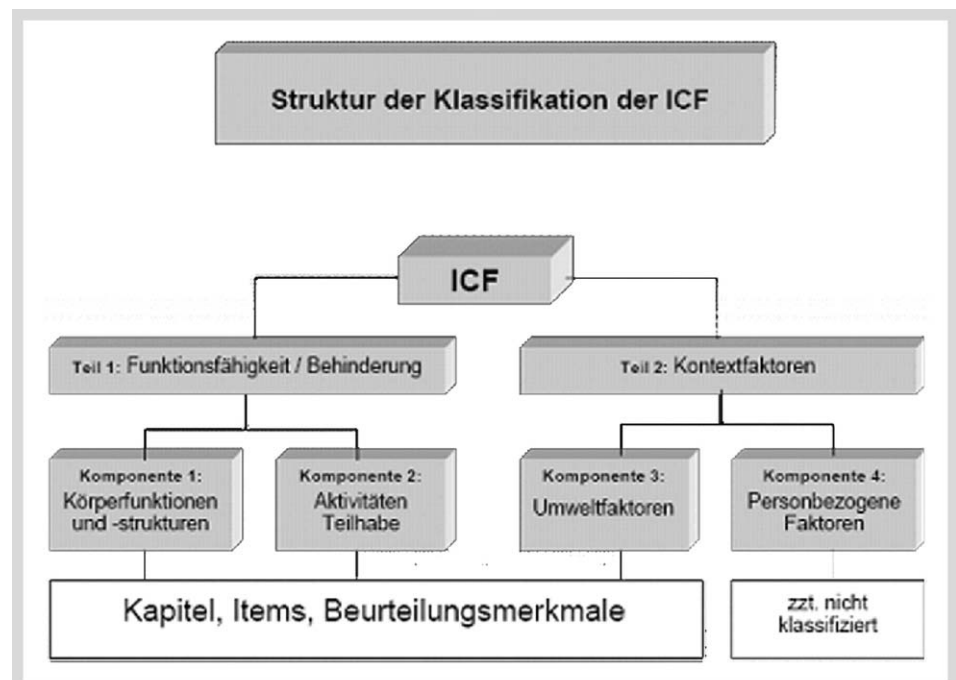 Struktur der Klassifikation der ICF
ICF
Teil 1: Funktionsfähigkeit / Behinderung
Teil 2: Kontextfaktoren
Komponente 1:
Körperfunktionen
und -strukturen
Komponente 2:
Aktivitäten
Teilhabe
Komponente 3:
Umweltfaktoren
Komponente 4:
Personbezogene
Faktoren
Kapitel, Items, Beurteilungsmerkmale
zzt. nicht
klassifiziert